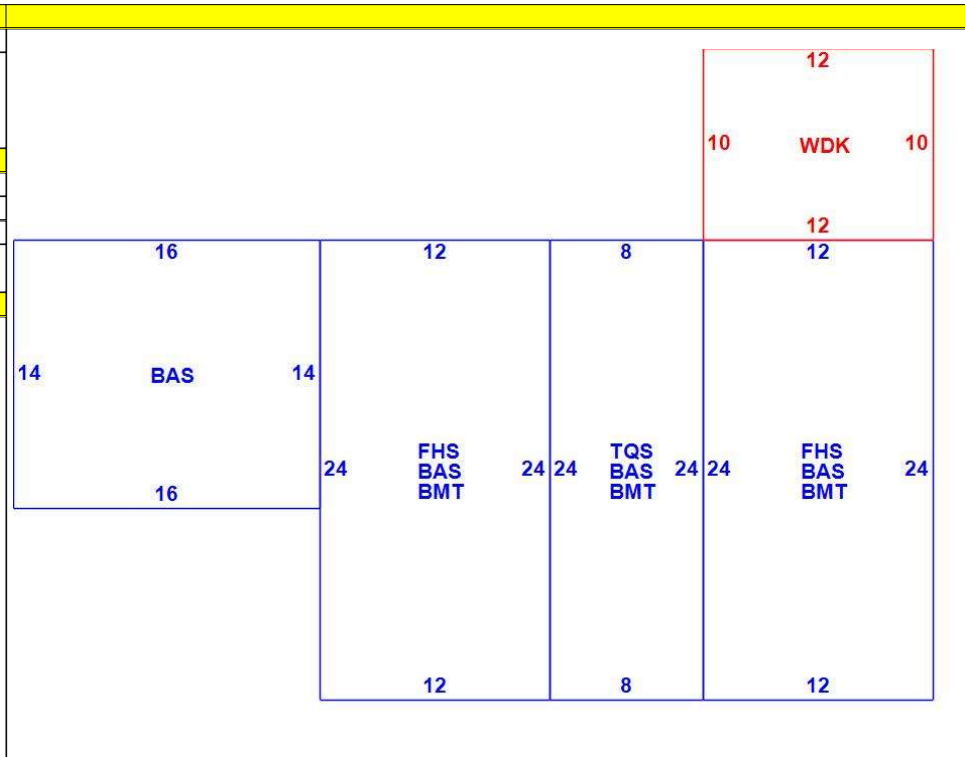 12
10 WDK 10
12
16 12 8 12
14 BAS 14
FHS TQS FHS
24 BAS 24 24 BAS 24 24 BAS 24
BMT BMT BMT
16
12 8 12